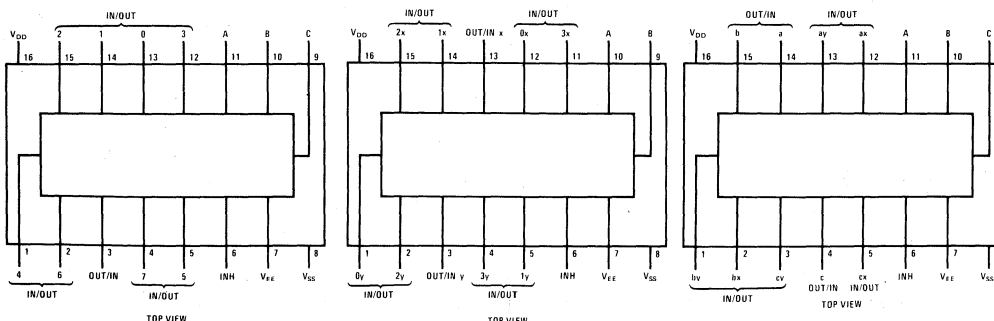 IN/OUT
VDD 2 1 0 3 A B C
16 15 14 13 12 11 10 9
1 2 3 4 5 6 7 8
4 6 OUT/IN 7 5 INH VEE VSS
IN/OUT IN/OUT
TOP VIEW
IN/OUT IN/OUT
VDD 2x 1x OUT/IN x 0x 3x A B
16 15 14 13 12 11 10 9
1 2 3 4 5 6 7 8
0y 2y OUT/IN y 3y 1y INH VEE VSS
IN/OUT IN/OUT
TOP VIEW
OUT/IN IN/OUT
VDD b a ay ax A B C
16 15 14 13 12 11 10 9
1 2 3 4 5 6 7 8
by bx cy c cx INH VEE VSS
IN/OUT OUT/IN IN/OUT
TOP VIEW